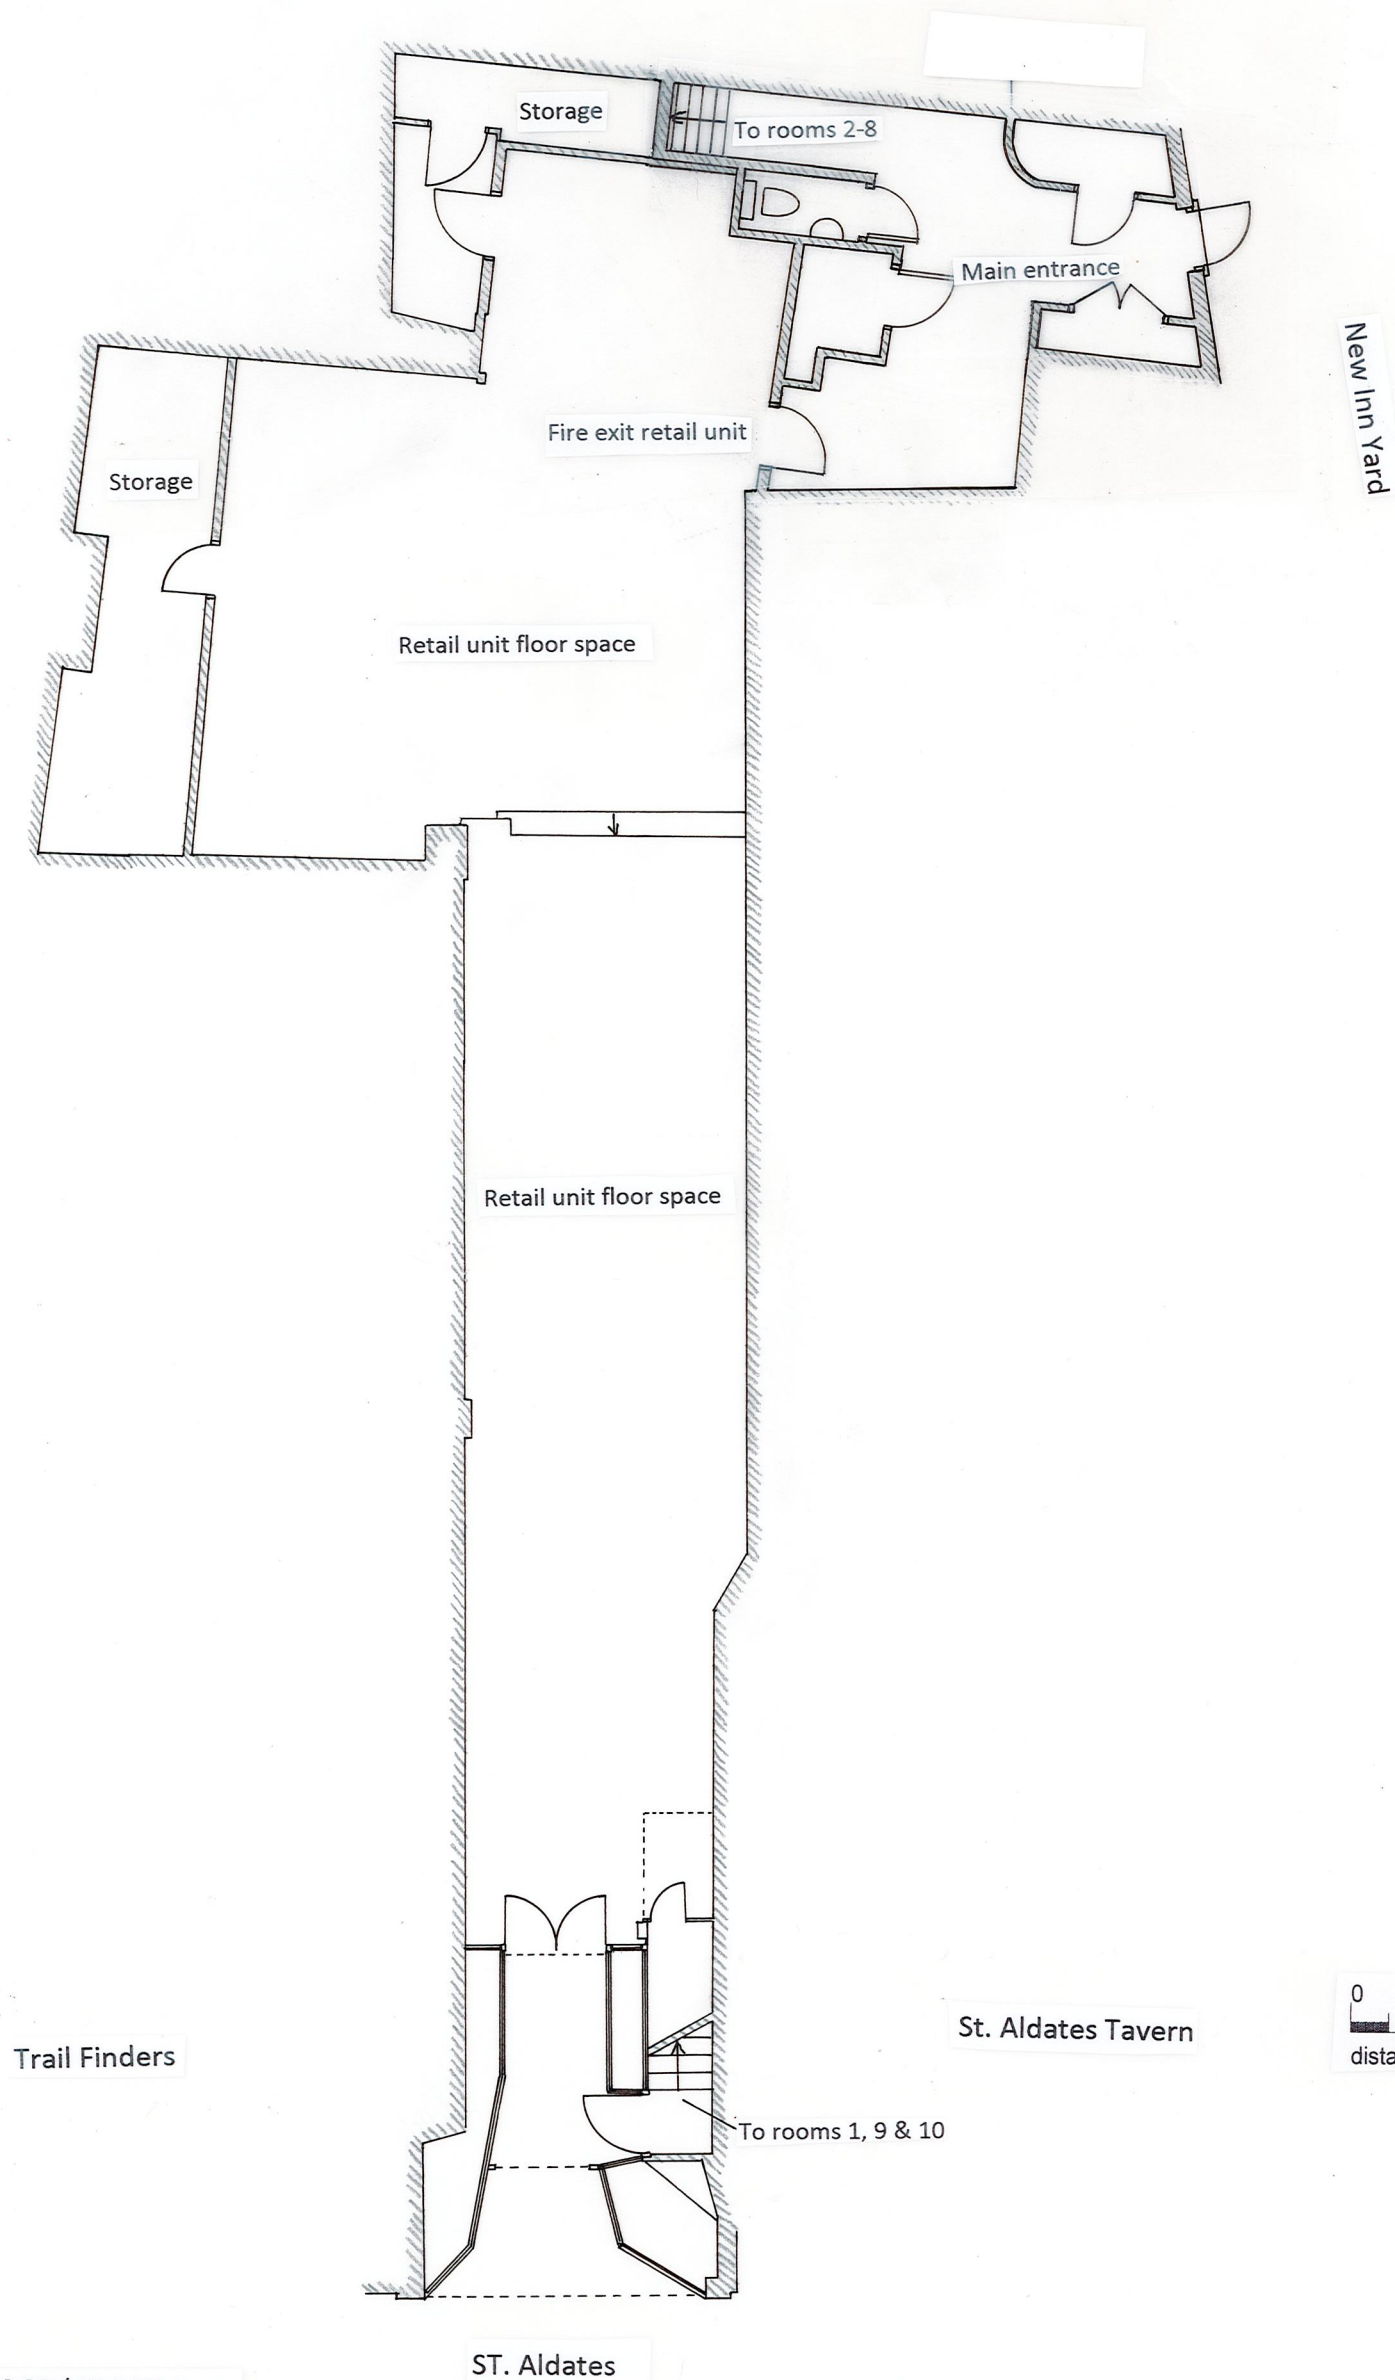 Storage
To rooms 2-8
Main entrance
New Inn Yard
Fire exit retail unit
Storage
Retail unit floor space
Retail unit floor space
0
St. Aldates Tavern
Trail Finders
To rooms 1, 9 & 10
ST. Aldates